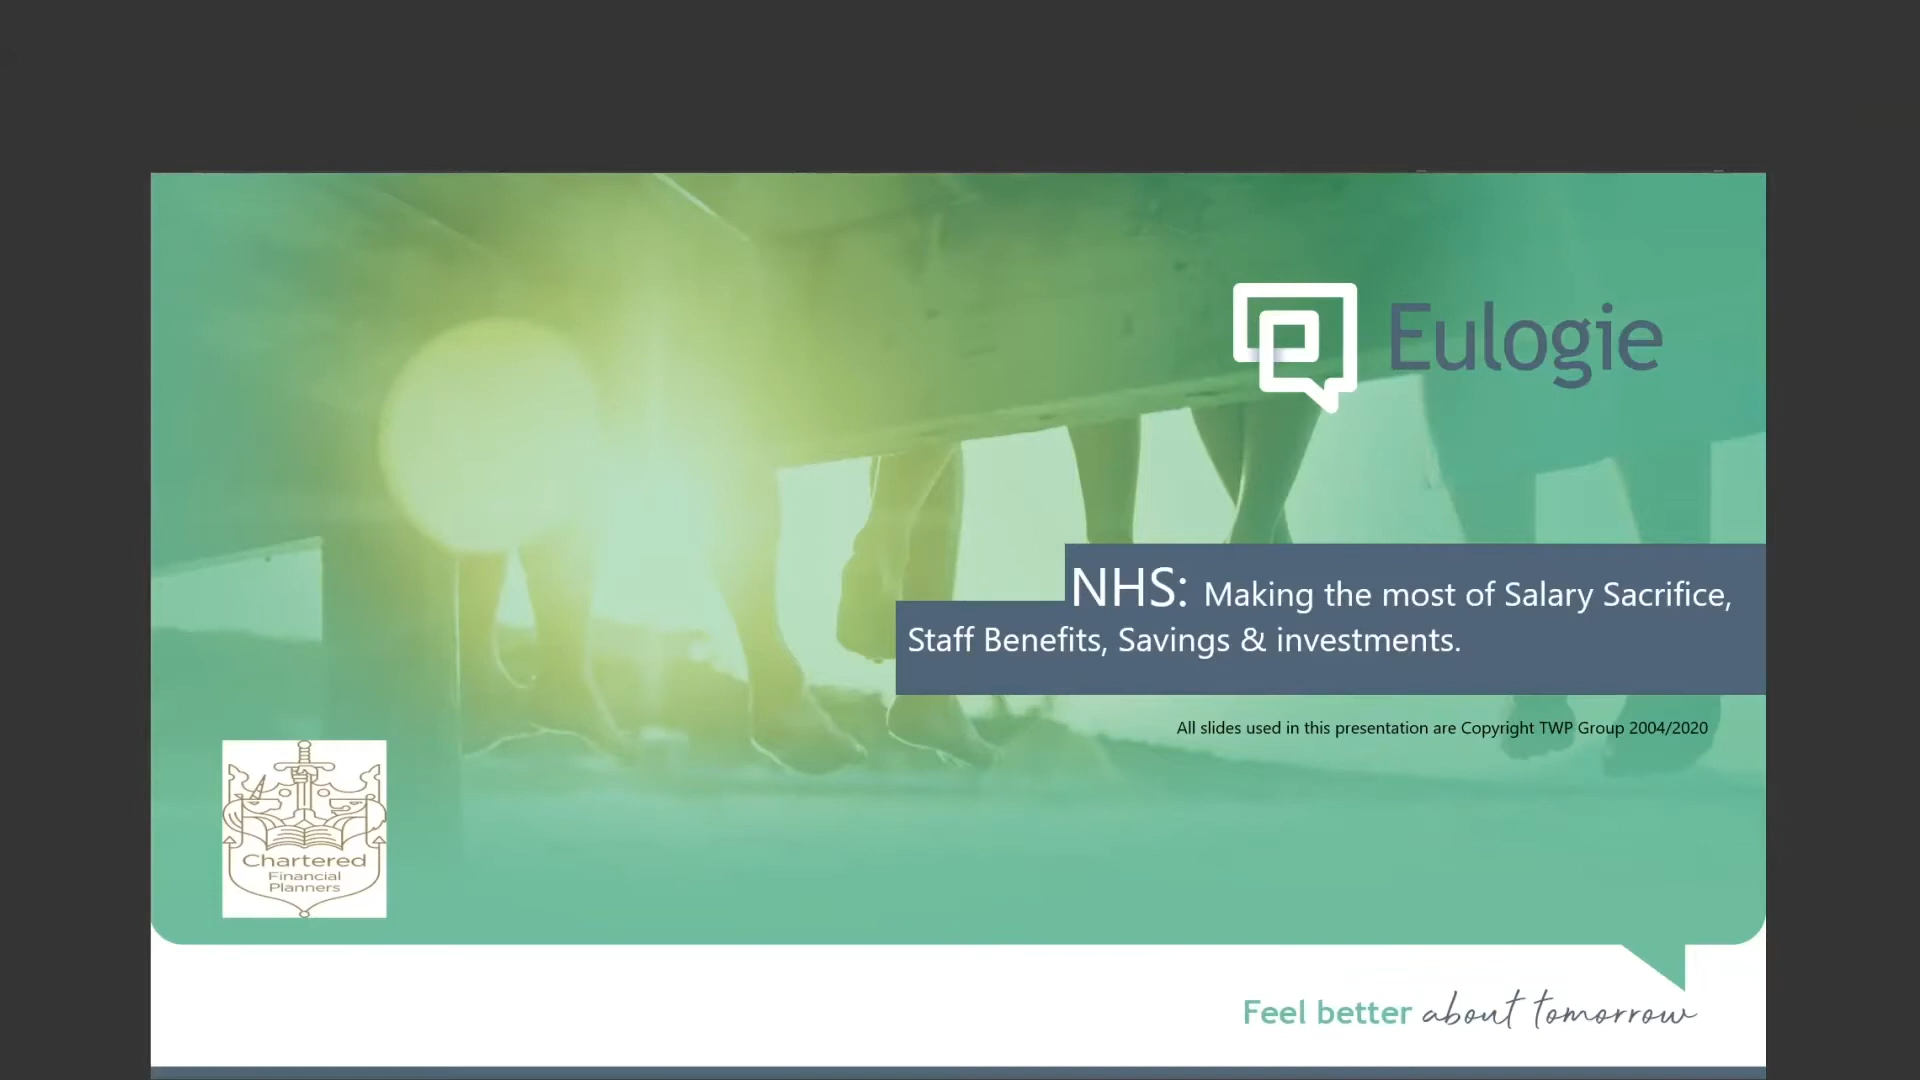 Eulogie
NHS: Making the most of Salary Sacrifice,
Staff Benefits, Savings & investments.
All slides used in this presentation are Copyright TWP Group 2004/2020
Chartered
Financial
Planners
Feel better about tomorrow